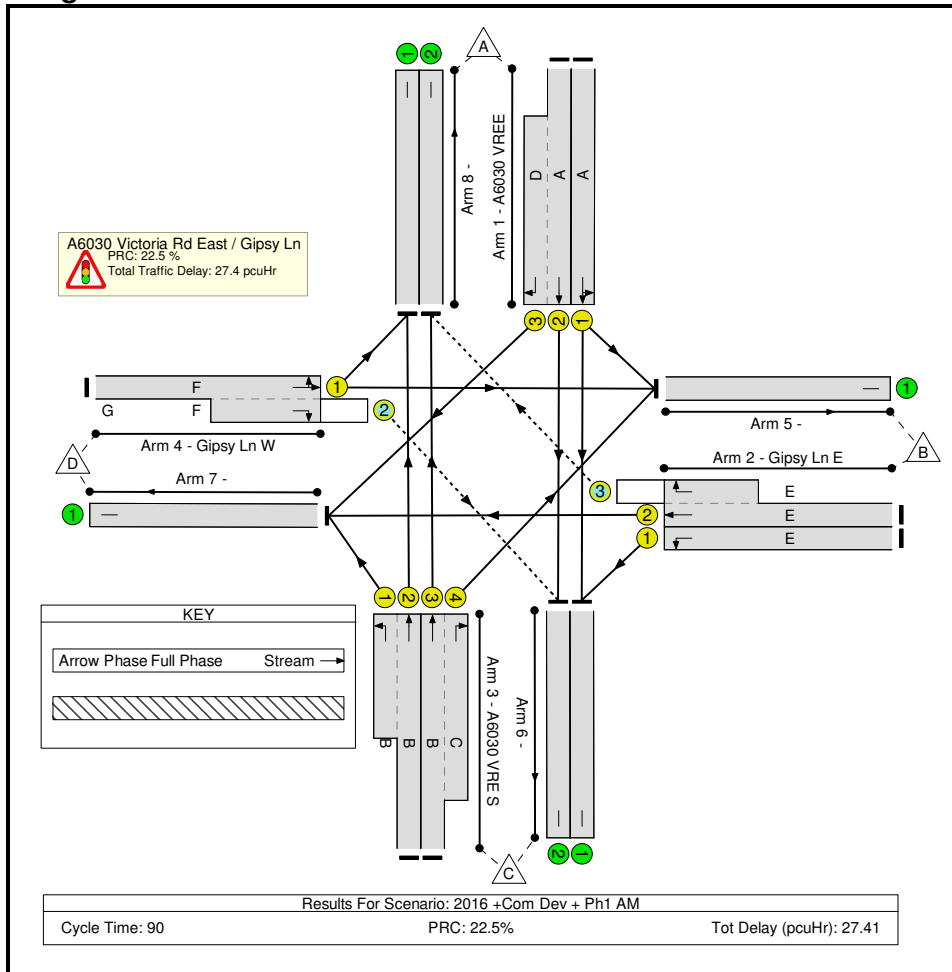 A
1
2
Arm 8 -
Arm 1 - A6030 VREE
D
A
A
A6030 Victoria Rd East / Gipsy Ln
PRC: 22.5 %
Total Traffic Delay: 27.4 pcuHr
3
2
1
F
1
G
F
2
Arm 4 - Gipsy Ln W
D
Arm 7 -
1
1
Arm 5 -
B
Arm 2 - Gipsy Ln E
3
E
2
E
1
E
1
2
3
4
KEY
Arrow Phase Full Phase Stream
B
B
B
C
Arm 3 - A6030 VRE S
Arm 6 -
2
1
C
Results For Scenario: 2016 +Com Dev + Ph1 AM
Cycle Time: 90 PRC: 22.5% Tot Delay (pcuHr): 27.41